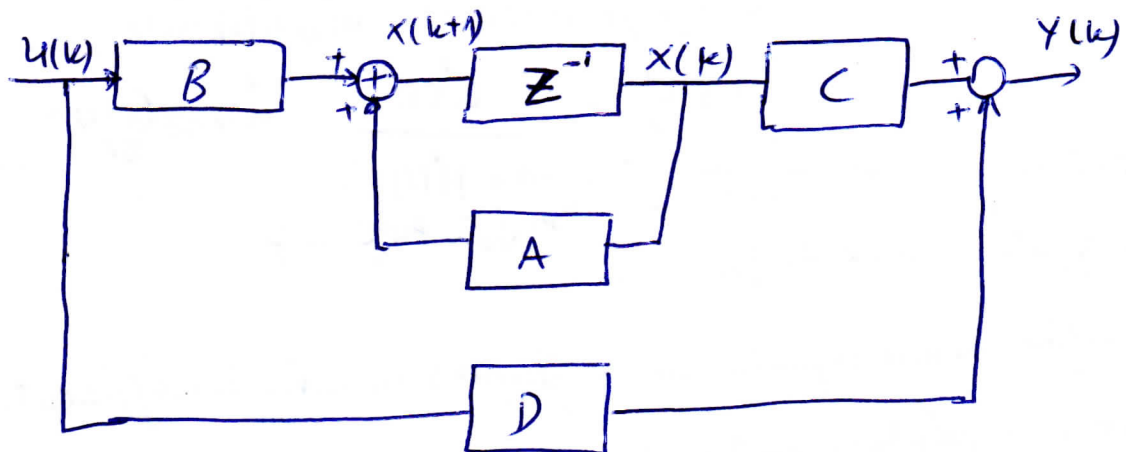 u(k) B + + + X(k+1) Z⁻¹ X(k) C + + Y(k)
A
D